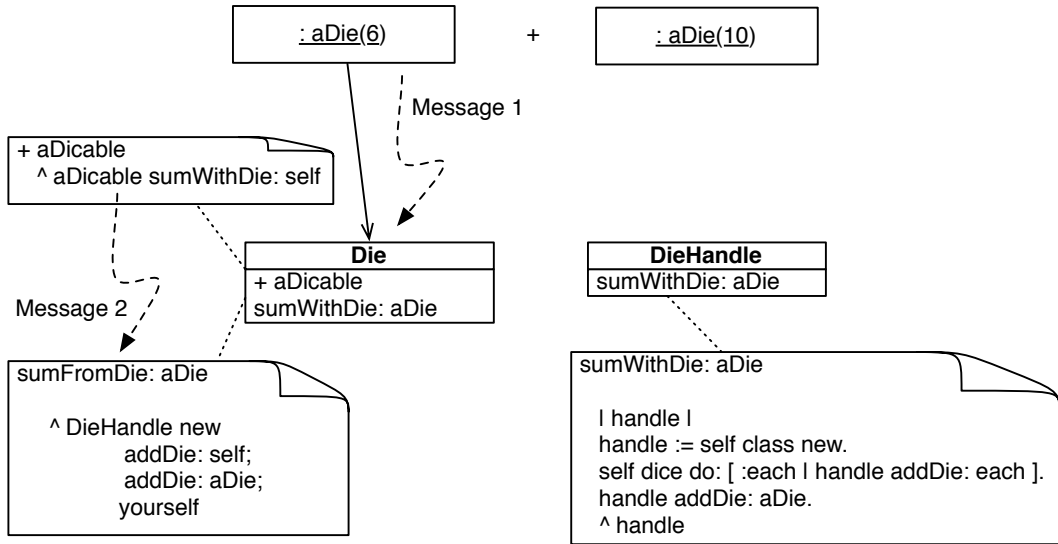 : aDie(6)
+
: aDie(10)
Message 1
+ aDicable
^ aDicable sumWithDie: self
Die
+ aDicable
sumWithDie: aDie
DieHandle
sumWithDie: aDie
Message 2
sumFromDie: aDie
^ DieHandle new
addDie: self;
addDie: aDie;
yourself
sumWithDie: aDie
| handle |
handle := self class new.
self dice do: [ :each | handle addDie: each ].
handle addDie: aDie.
^ handle